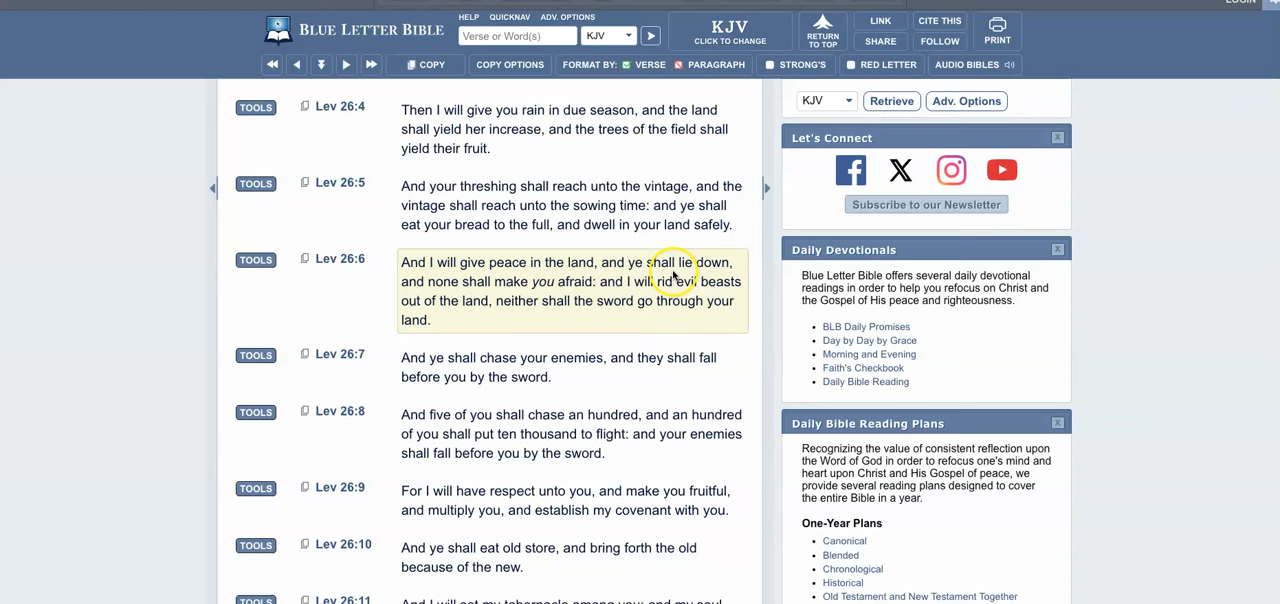 LOGIN
BLUE LETTER BIBLE
HELP QUICKNAV ADV. OPTIONS
Verse or Word(s) KJV
KJV
CLICK TO CHANGE
RETURN
TO TOP
LINK CITE THIS
SHARE FOLLOW
PRINT
COPY COPY OPTIONS FORMAT BY: VERSE PARAGRAPH STRONG'S RED LETTER AUDIO BIBLES
TOOLS Lev 26:4 Then I will give you rain in due season, and the land
shall yield her increase, and the trees of the field shall
yield their fruit.
TOOLS Lev 26:5 And your threshing shall reach unto the vintage, and the
vintage shall reach unto the sowing time: and ye shall
eat your bread to the full, and dwell in your land safely.
TOOLS Lev 26:6 And I will give peace in the land, and ye shall lie down,
and none shall make you afraid: and I will rid evil beasts
out of the land, neither shall the sword go through your
land.
TOOLS Lev 26:7 And ye shall chase your enemies, and they shall fall
before you by the sword.
TOOLS Lev 26:8 And five of you shall chase an hundred, and an hundred
of you shall put ten thousand to flight: and your enemies
shall fall before you by the sword.
TOOLS Lev 26:9 For I will have respect unto you, and make you fruitful,
and multiply you, and establish my covenant with you.
TOOLS Lev 26:10 And ye shall eat old store, and bring forth the old
because of the new.
TOOLS Lev 26:11 And I will set my tabernacle among you: and my soul
KJV Retrieve Adv. Options
Let's Connect X
Subscribe to our Newsletter
Daily Devotionals X
Blue Letter Bible offers several daily devotional
readings in order to help you refocus on Christ and
the Gospel of His peace and righteousness.
BLB Daily Promises
Day by Day by Grace
Morning and Evening
Faith's Checkbook
Daily Bible Reading
Daily Bible Reading Plans X
Recognizing the value of consistent reflection upon
the Word of God in order to refocus one's mind and
heart upon Christ and His Gospel of peace, we
provide several reading plans designed to cover
the entire Bible in a year.
One-Year Plans
Canonical
Blended
Chronological
Historical
Old Testament and New Testament Together